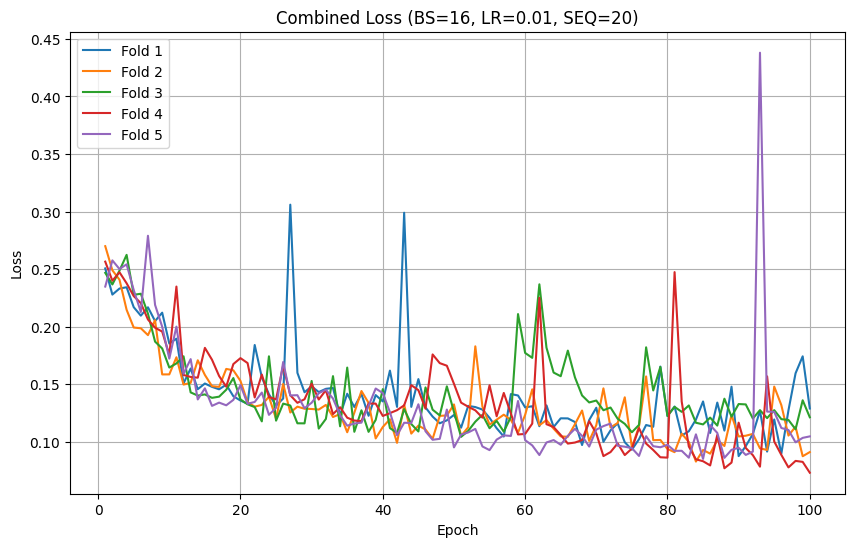 Combined Loss (BS=16, LR=0.01, SEQ=20)
Fold 1
Fold 2
Fold 3
Fold 4
Fold 5
0.45
0.40
0.35
0.30
0.25
0.20
0.15
0.10
Loss
0
20
40
60
80
100
Epoch